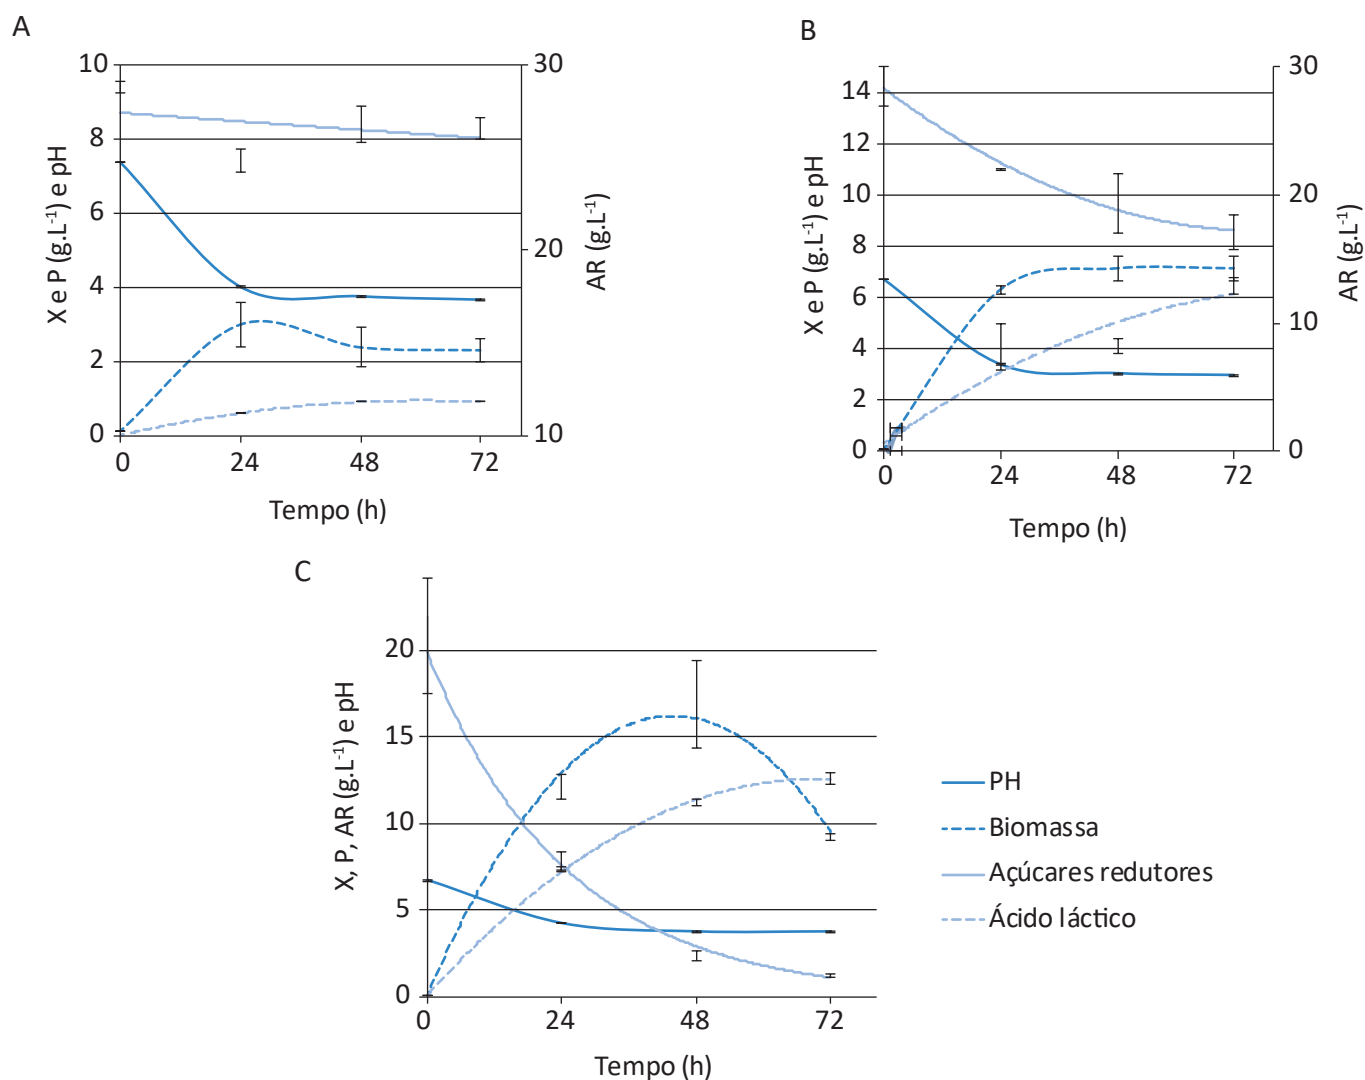 A
10
8
6
4
2
0
X e P (g.L⁻¹) e pH
30
20
10
AR (g.L⁻¹)
0 24 48 72
Tempo (h)
B
14
12
10
8
6
4
2
0
X e P (g.L⁻¹) e pH
30
20
10
0
AR (g.L⁻¹)
0 24 48 72
Tempo (h)
C
20
15
10
5
0
X, P, AR (g.L⁻¹) e pH
0 24 48 72
Tempo (h)
PH
Biomassa
Açúcares redutores
Ácido láctico